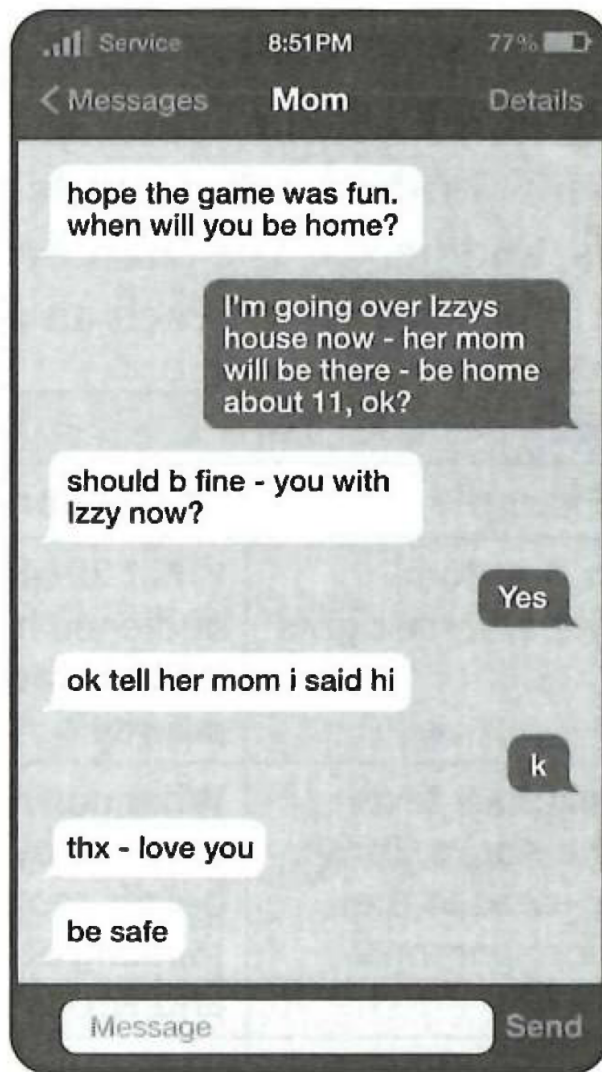 Service 8:51PM 77%
< Messages Mom Details
hope the game was fun.
when will you be home?
I'm going over Izzys
house now - her mom
will be there - be home
about 11, ok?
should b fine - you with
Izzy now?
Yes
ok tell her mom i said hi
k
thx - love you
be safe
Message Send